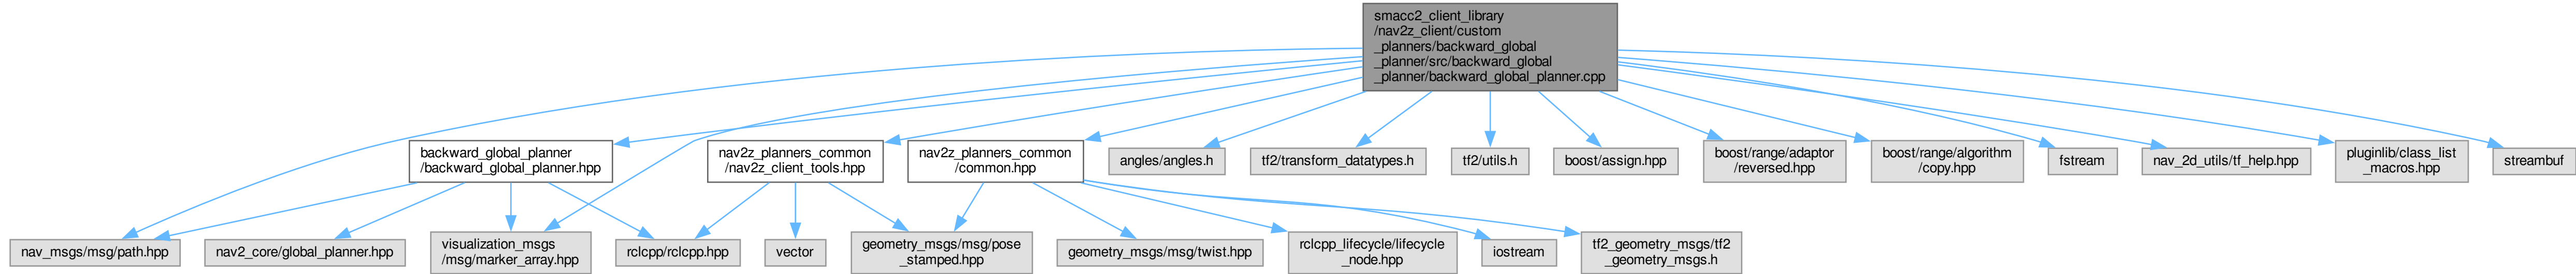 smacc2_client_library
/nav2z_client/custom
_planners/backward_global
_planner/src/backward_global
_planner/backward_global_planner.cpp
backward_global_planner
/backward_global_planner.hpp
nav2z_planners_common
/nav2z_client_tools.hpp
nav2z_planners_common
/common.hpp
angles/angles.h
tf2/transform_datatypes.h
tf2/utils.h
boost/assign.hpp
boost/range/adaptor
/reversed.hpp
boost/range/algorithm
/copy.hpp
fstream
nav_2d_utils/tf_help.hpp
pluginlib/class_list
_macros.hpp
streambuf
nav_msgs/msg/path.hpp
nav2_core/global_planner.hpp
visualization_msgs
/msg/marker_array.hpp
rclcpp/rclcpp.hpp
vector
geometry_msgs/msg/pose
_stamped.hpp
geometry_msgs/msg/twist.hpp
rclcpp_lifecycle/lifecycle
_node.hpp
iostream
tf2_geometry_msgs/tf2
_geometry_msgs.h